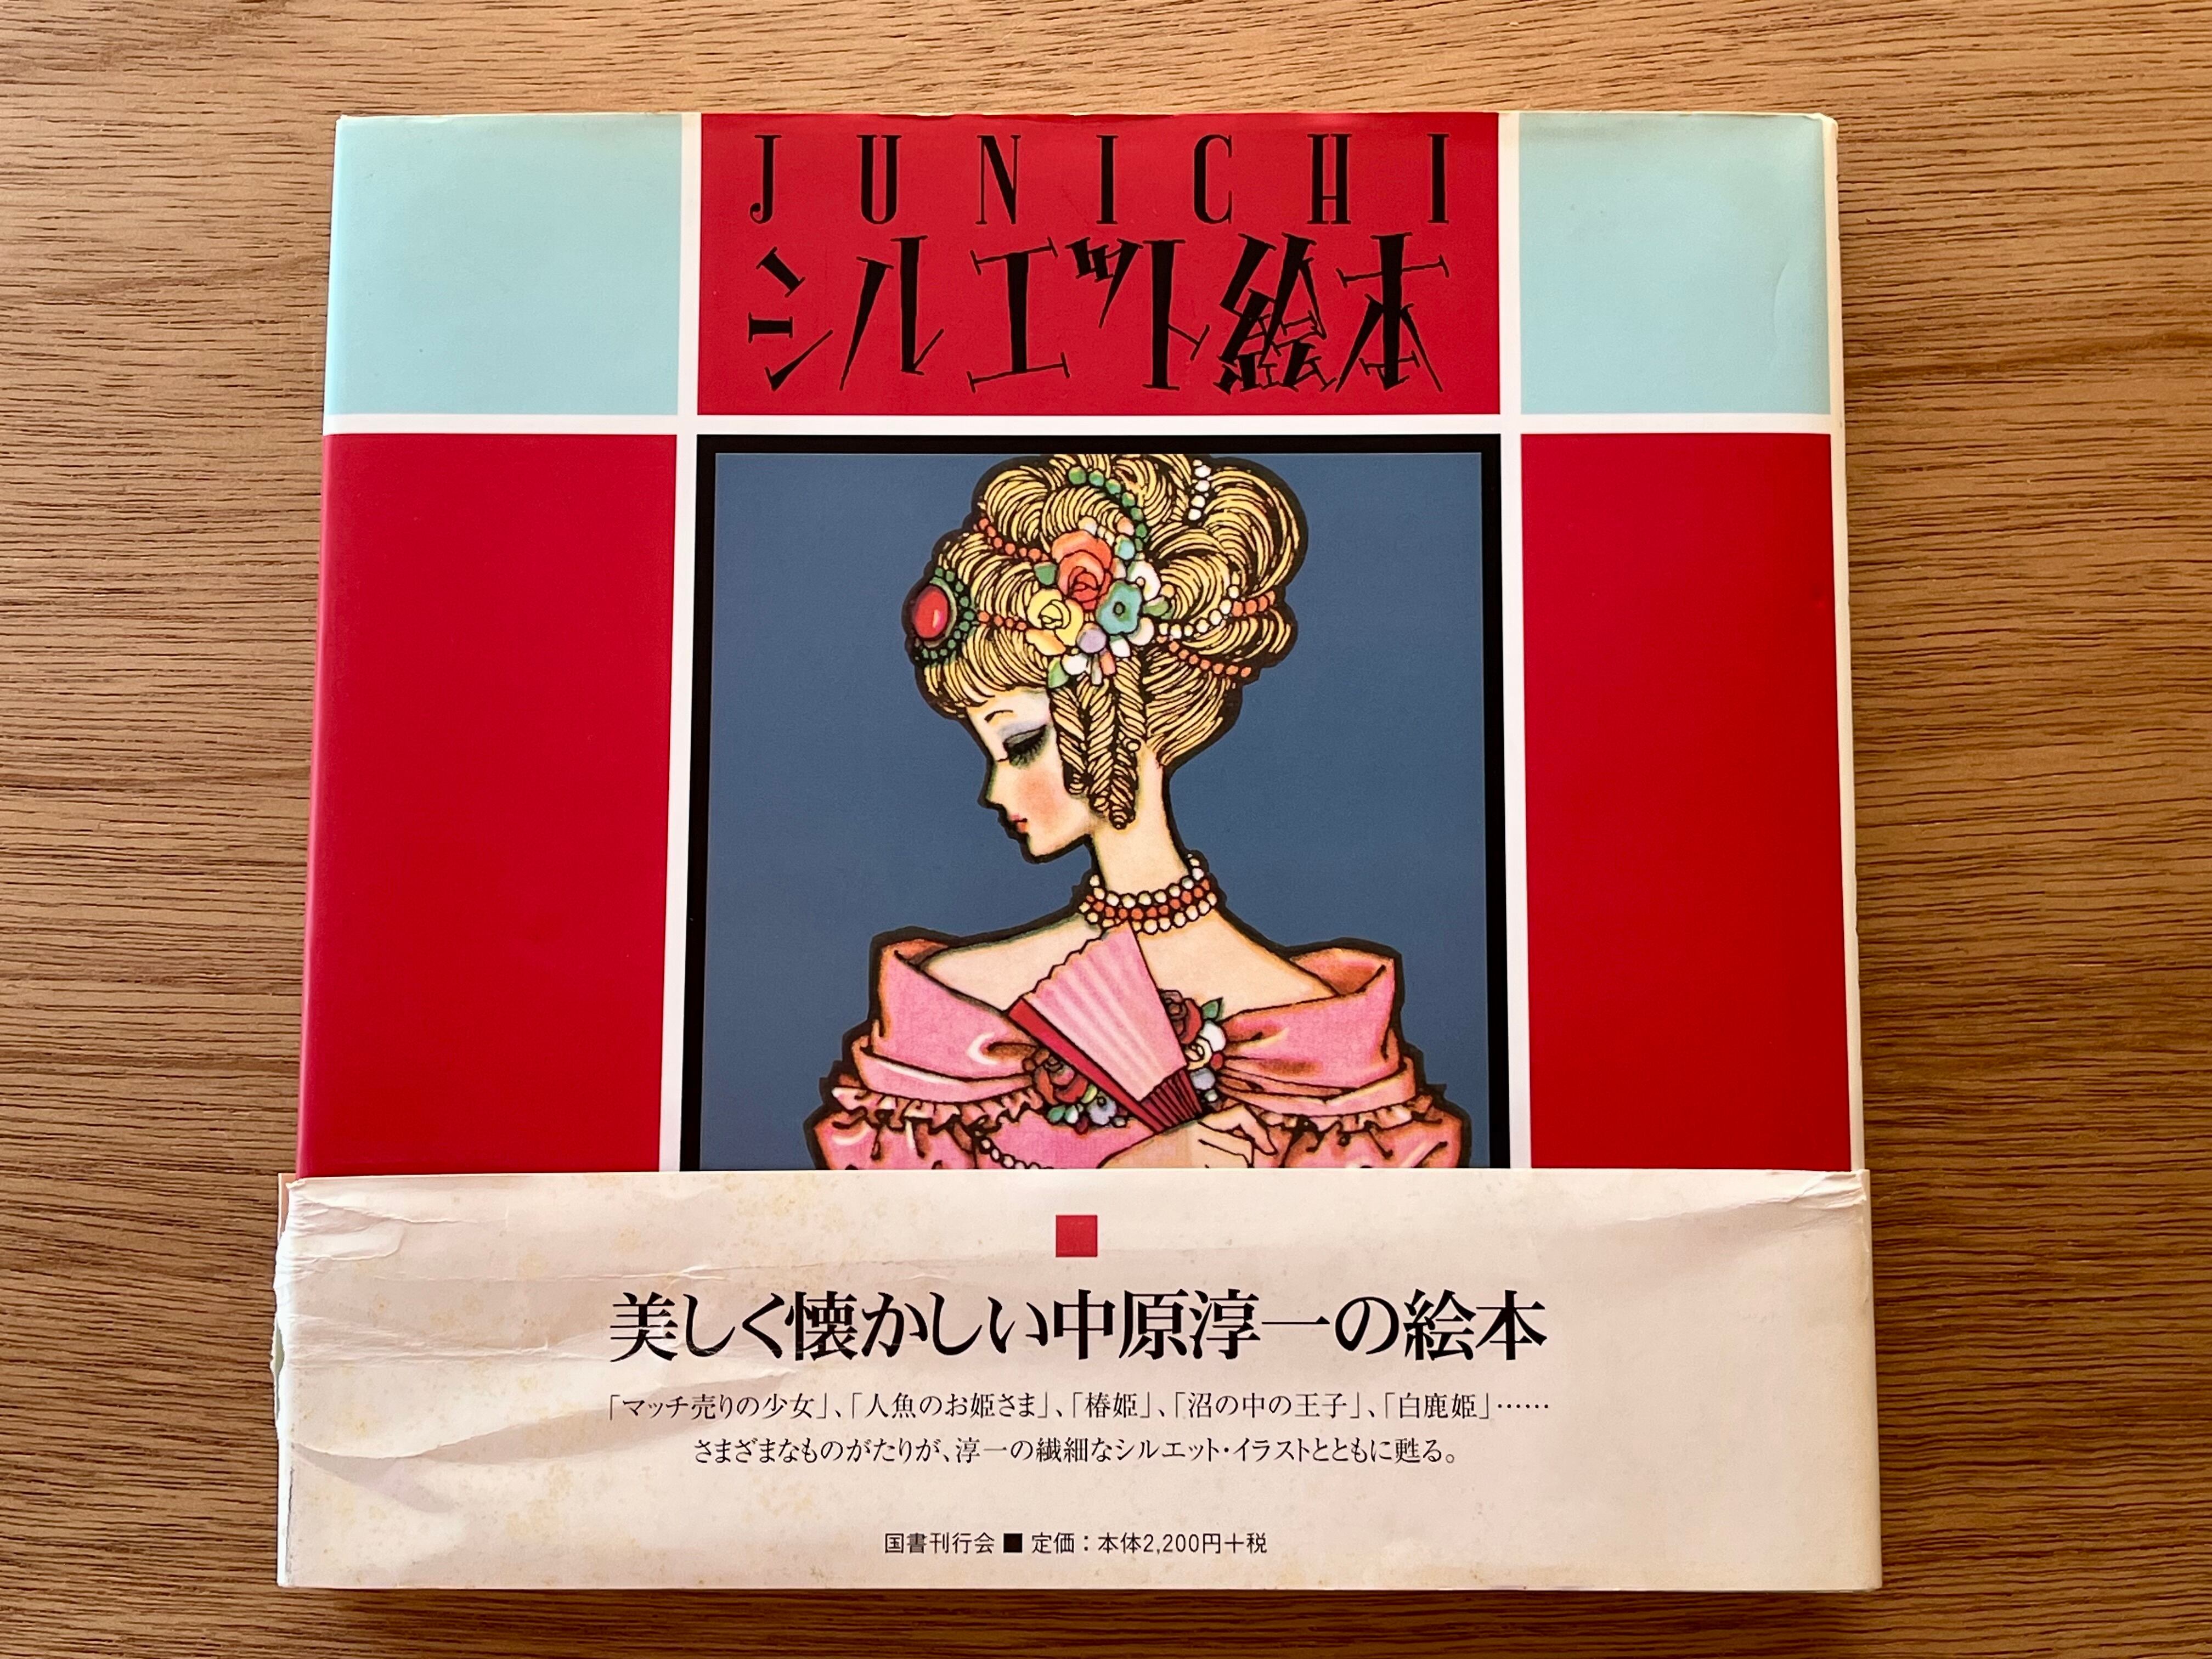 JUNICHI
シルエット絵本
美しく懐かしい中原淳一の絵本
「マッチ売りの少女」、「人魚のお姫さま」、「椿姫」、「沼の中の王子」、「白鹿姫」……
さまざまなものがたりが、淳一の繊細なシルエット・イラストとともに甦る。
国書刊行会■定価：本体2,200円＋税